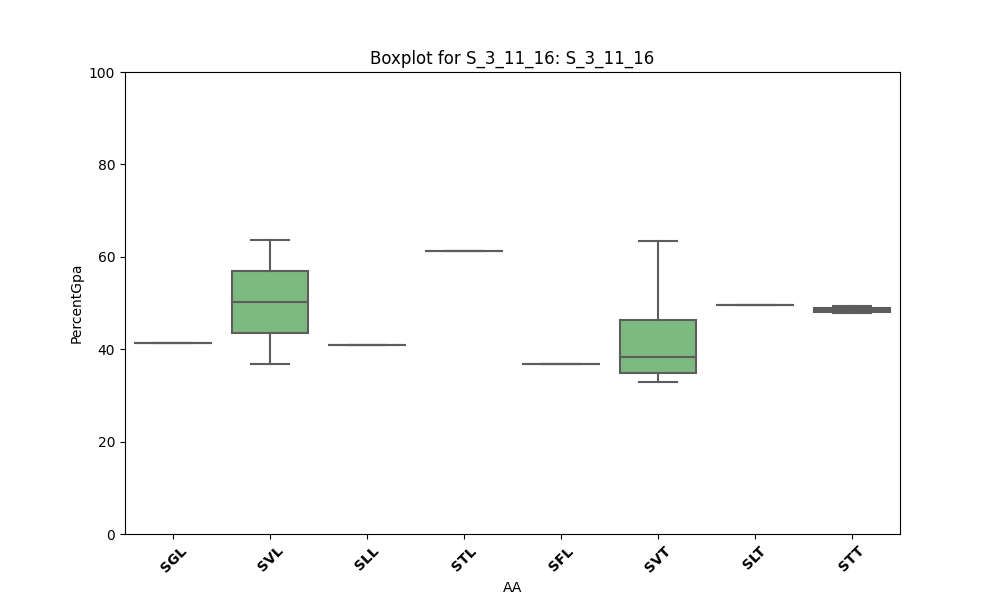 Boxplot for S_3_11_16: S_3_11_16
100
80
60
40
20
0
PercentGpa
SGL
SVL
SLL
STL
SFL
SVT
SLT
STT
AA